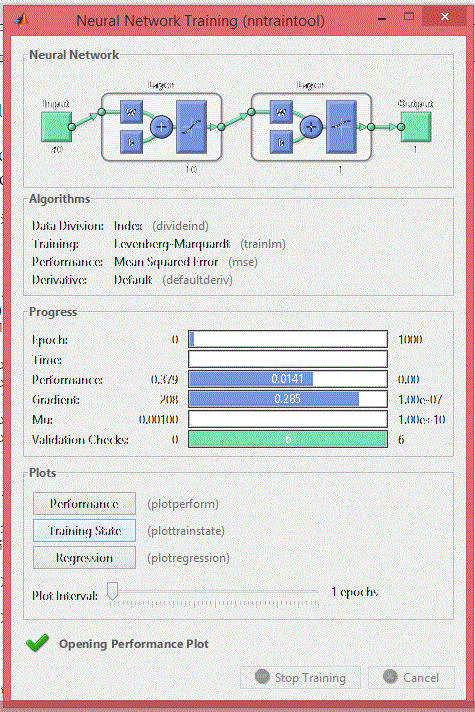 Neural Network Training (nntraintool)
Neural Network
Layer Layer
Input Output
W W
b b
10 1 1
Algorithms
Data Division: Index (divideind)
Training: Levenberg-Marquardt (trainlm)
Performance: Mean Squared Error (mse)
Derivative: Default (defaultderiv)
Progress
Epoch: 0 1000
Time:
Performance: 0.379 0.0141 0.00
Gradient: 208 0.285 1.00e-07
Mu: 0.00100 1.00e+10
Validation Checks: 0 6 6
Plots
Performance (plotperform)
Training State (plottrainstate)
Regression (plotregression)
Plot Interval: 1 epochs
Opening Performance Plot
Stop Training Cancel